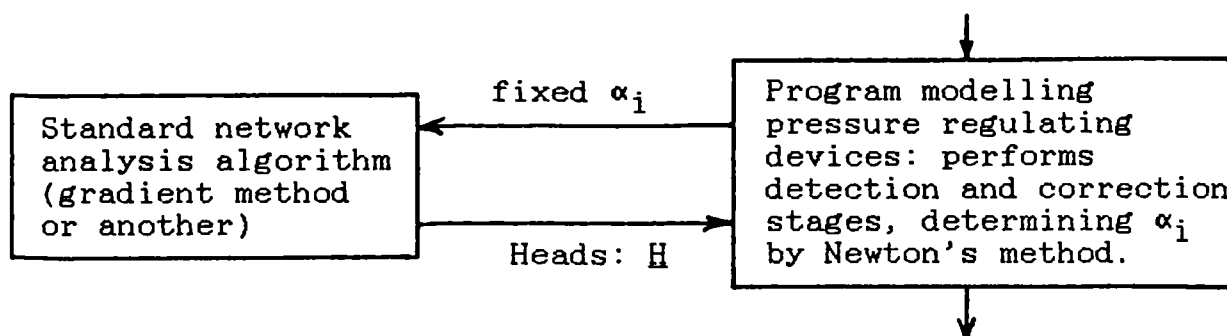 Standard network
analysis algorithm
(gradient method
or another)
fixed αi
Heads: H
Program modelling
pressure regulating
devices: performs
detection and correction
stages, determining αi
by Newton's method.